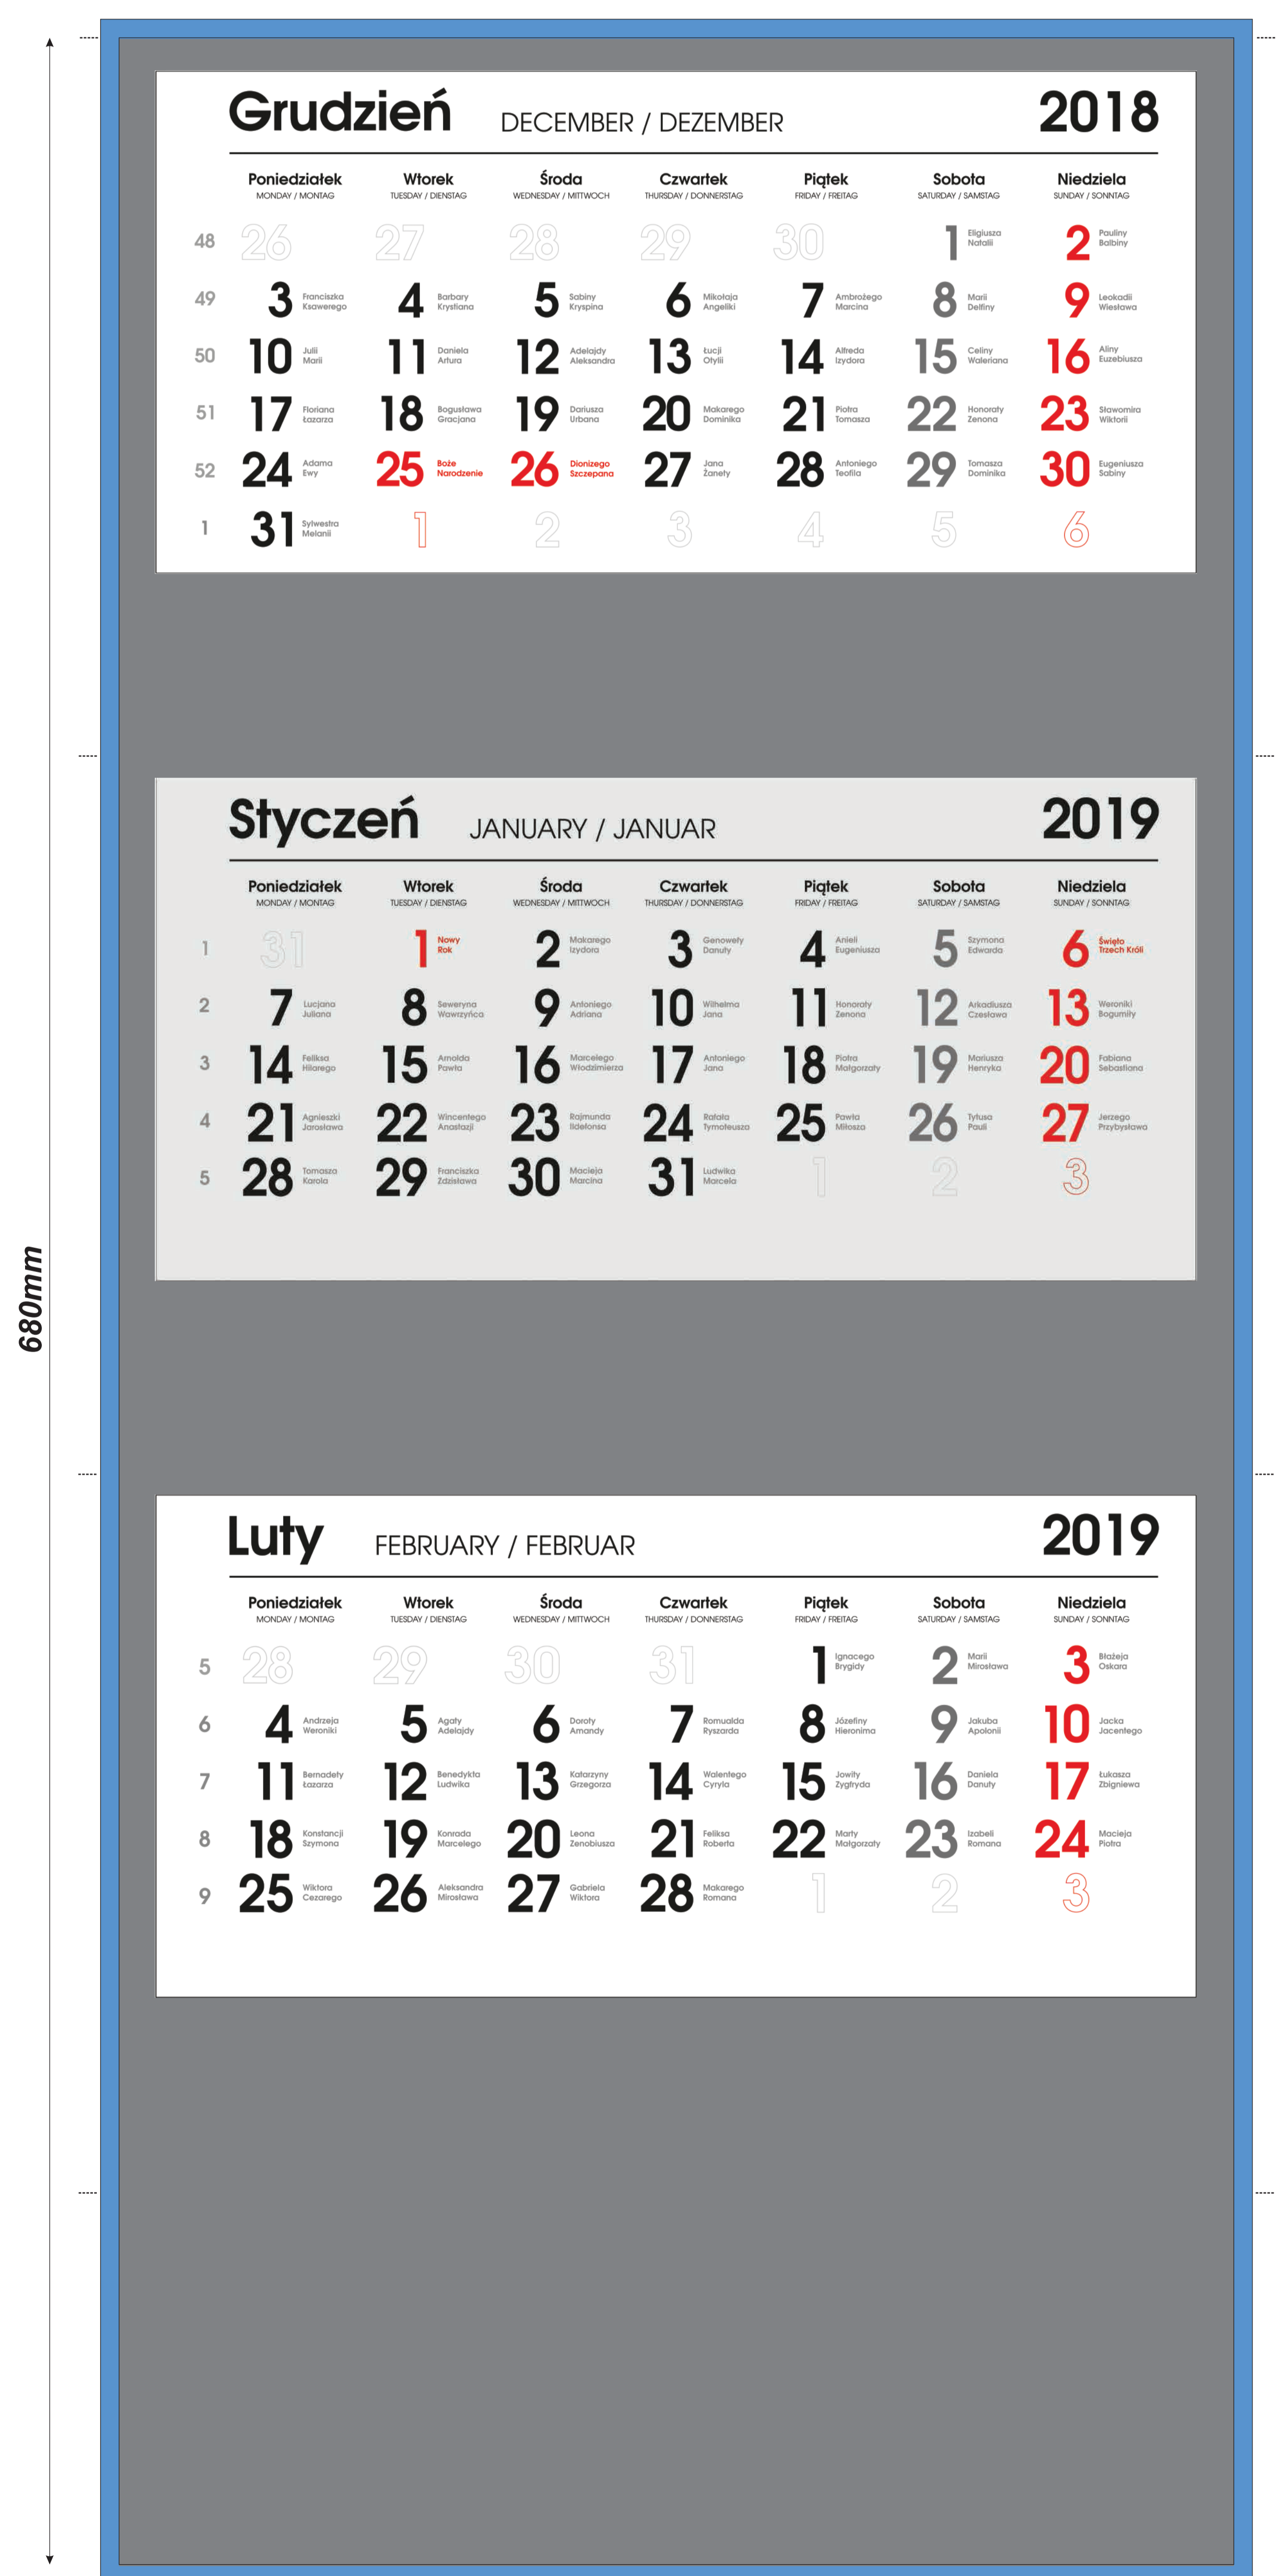 Grudzień DECEMBER / DEZEMBER 2018
Poniedziałek Wtorek Środa Czwartek Piątek Sobota Niedziela
MONDAY / MONTAG TUESDAY / DIENSTAG WEDNESDAY / MITTWOCH THURSDAY / DONNERSTAG FRIDAY / FREITAG SATURDAY / SAMSTAG SUNDAY / SONNTAG
48 26 27 28 29 30 1 Eligiusza Natalii 2 Pauliny Balbiny
49 3 Franciszka Ksawerego 4 Barbary Krystiana 5 Sabiny Kryspina 6 Mikołaja Angeliki 7 Ambrożego Marcina 8 Marii Delfiny 9 Leokadii Wiesława
50 10 Julii Marii 11 Daniela Artura 12 Adelajdy Aleksandra 13 Łucji Otylii 14 Alfreda Izydora 15 Celiny Waleriana 16 Aliny Euzebiusza
51 17 Floriana Łazarza 18 Bogusława Gracjana 19 Dariusza Urbana 20 Makarego Dominika 21 Piotra Tomasza 22 Honoraty Zenona 23 Sławomira Wiktorii
52 24 Adama Ewy 25 Boże Narodzenie 26 Dionizego Szczepana 27 Jana Żanety 28 Antoniego Teofila 29 Tomasza Dominika 30 Eugeniusza Sabiny
1 31 Sylwestra Melanii 1 2 3 4 5 6
Styczeń JANUARY / JANUAR 2019
Poniedziałek Wtorek Środa Czwartek Piątek Sobota Niedziela
MONDAY / MONTAG TUESDAY / DIENSTAG WEDNESDAY / MITTWOCH THURSDAY / DONNERSTAG FRIDAY / FREITAG SATURDAY / SAMSTAG SUNDAY / SONNTAG
1 31 1 Nowy Rok 2 Makarego Izydora 3 Genowefy Danuty 4 Anieli Eugeniusza 5 Szymona Edwarda 6 Święto Trzech Króli
2 7 Lucjana Juliana 8 Seweryna Wawrzyńca 9 Antoniego Adriana 10 Wilhelma Jana 11 Honoraty Zenona 12 Arkadiusza Czesława 13 Weroniki Bogumiły
3 14 Feliksa Hilarego 15 Arnolda Pawła 16 Marcelego Włodzimierza 17 Antoniego Jana 18 Piotra Małgorzaty 19 Mariusza Henryka 20 Fabiana Sebastiana
4 21 Agnieszki Jarosława 22 Wincentego Anastazji 23 Rajmunda Ildefonsa 24 Rafała Tymoteusza 25 Pawła Miłosza 26 Tytusa Pauli 27 Jerzego Przybysława
5 28 Tomasza Karola 29 Franciszka Zdzisława 30 Macieja Marcina 31 Ludwika Marcela 1 2 3
680mm
Luty FEBRUARY / FEBRUAR 2019
Poniedziałek Wtorek Środa Czwartek Piątek Sobota Niedziela
MONDAY / MONTAG TUESDAY / DIENSTAG WEDNESDAY / MITTWOCH THURSDAY / DONNERSTAG FRIDAY / FREITAG SATURDAY / SAMSTAG SUNDAY / SONNTAG
5 28 29 30 31 1 Ignacego Brygidy 2 Marii Mirosława 3 Błażeja Oskara
6 4 Andrzeja Weroniki 5 Agaty Adelajdy 6 Doroty Amandy 7 Romualda Ryszarda 8 Józefiny Hieronima 9 Jakuba Apolonii 10 Jacka Jacentego
7 11 Bernadety Łazarza 12 Benedykta Ludwika 13 Katarzyny Grzegorza 14 Walentego Cyryla 15 Jowity Zygfryda 16 Daniela Danuty 17 Łukasza Zbigniewa
8 18 Konstancji Szymona 19 Konrada Marcelego 20 Leona Zenobiusza 21 Feliksa Roberta 22 Marty Małgorzaty 23 Izabeli Romana 24 Macieja Piotra
9 25 Wiktora Cezarego 26 Aleksandra Mirosława 27 Gabriela Wiktora 28 Makarego Romana 1 2 3